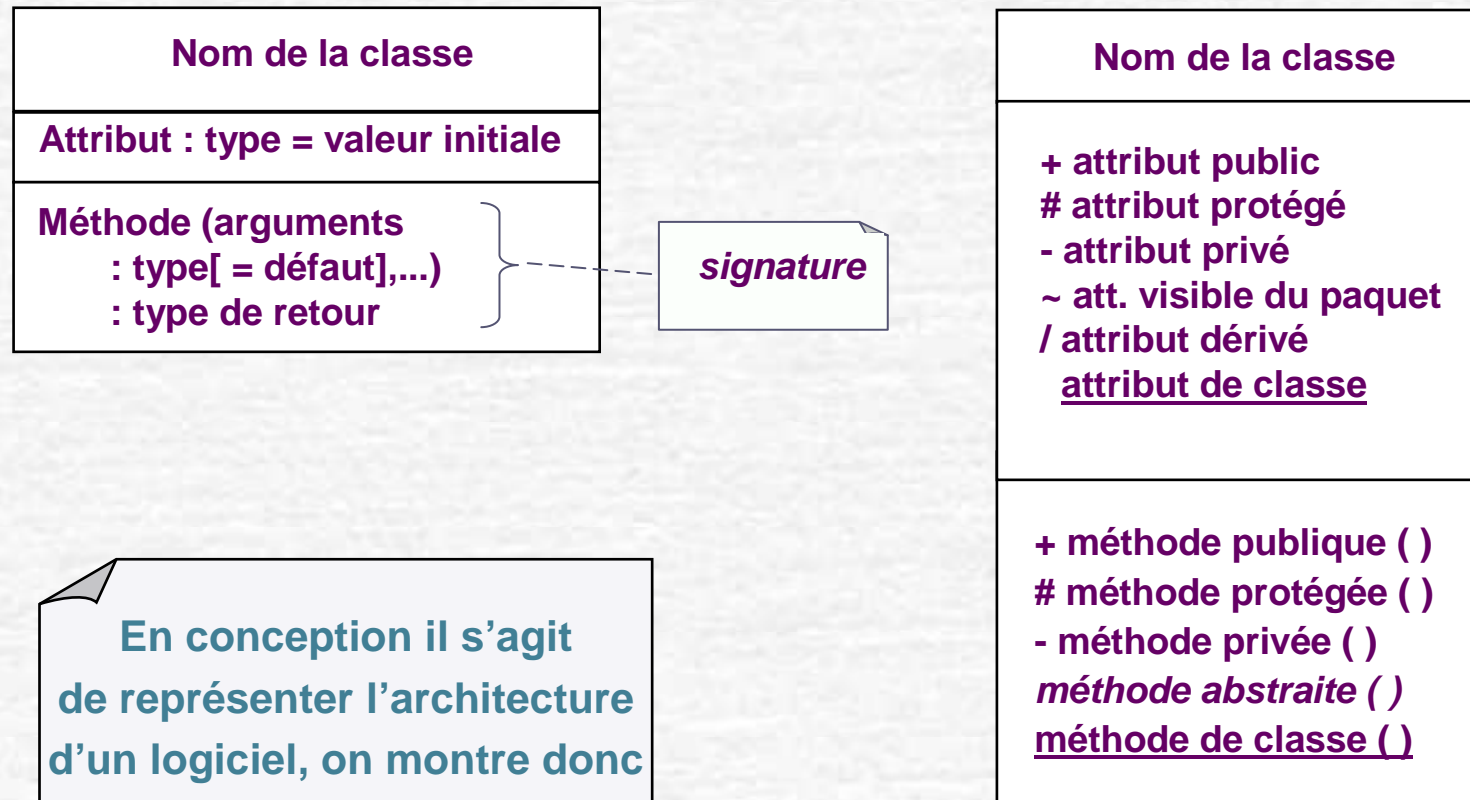 Nom de la classe
Attribut : type = valeur initiale
Méthode (arguments
: type[ = défaut],...)
: type de retour
signature
En conception il s’agit
de représenter l’architecture
d’un logiciel, on montre donc
Nom de la classe
+ attribut public
# attribut protégé
- attribut privé
~ att. visible du paquet
/ attribut dérivé
attribut de classe
+ méthode publique ( )
# méthode protégée ( )
- méthode privée ( )
méthode abstraite ( )
méthode de classe ( )